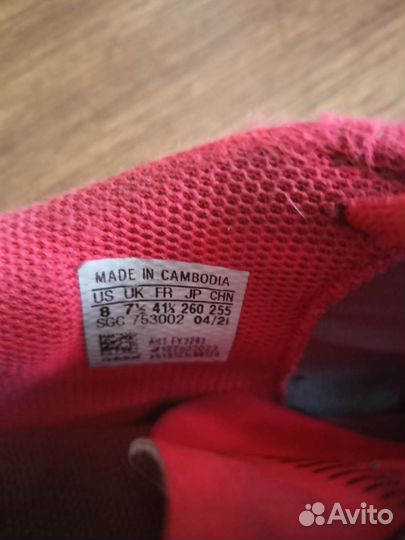 MADE IN CAMBODIA
US UK FR JP CHN
8 7½ 41⅓ 260 255
SGC 753002 04/21
ART
Avito